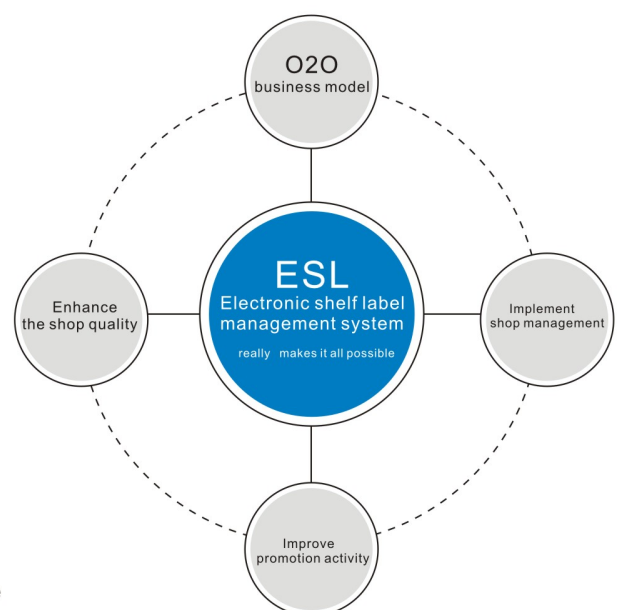 O2O
business model
ESL
Electronic shelf label
management system
really makes it all possible
Enhance
the shop quality
Implement
shop management
Improve
promotion activity